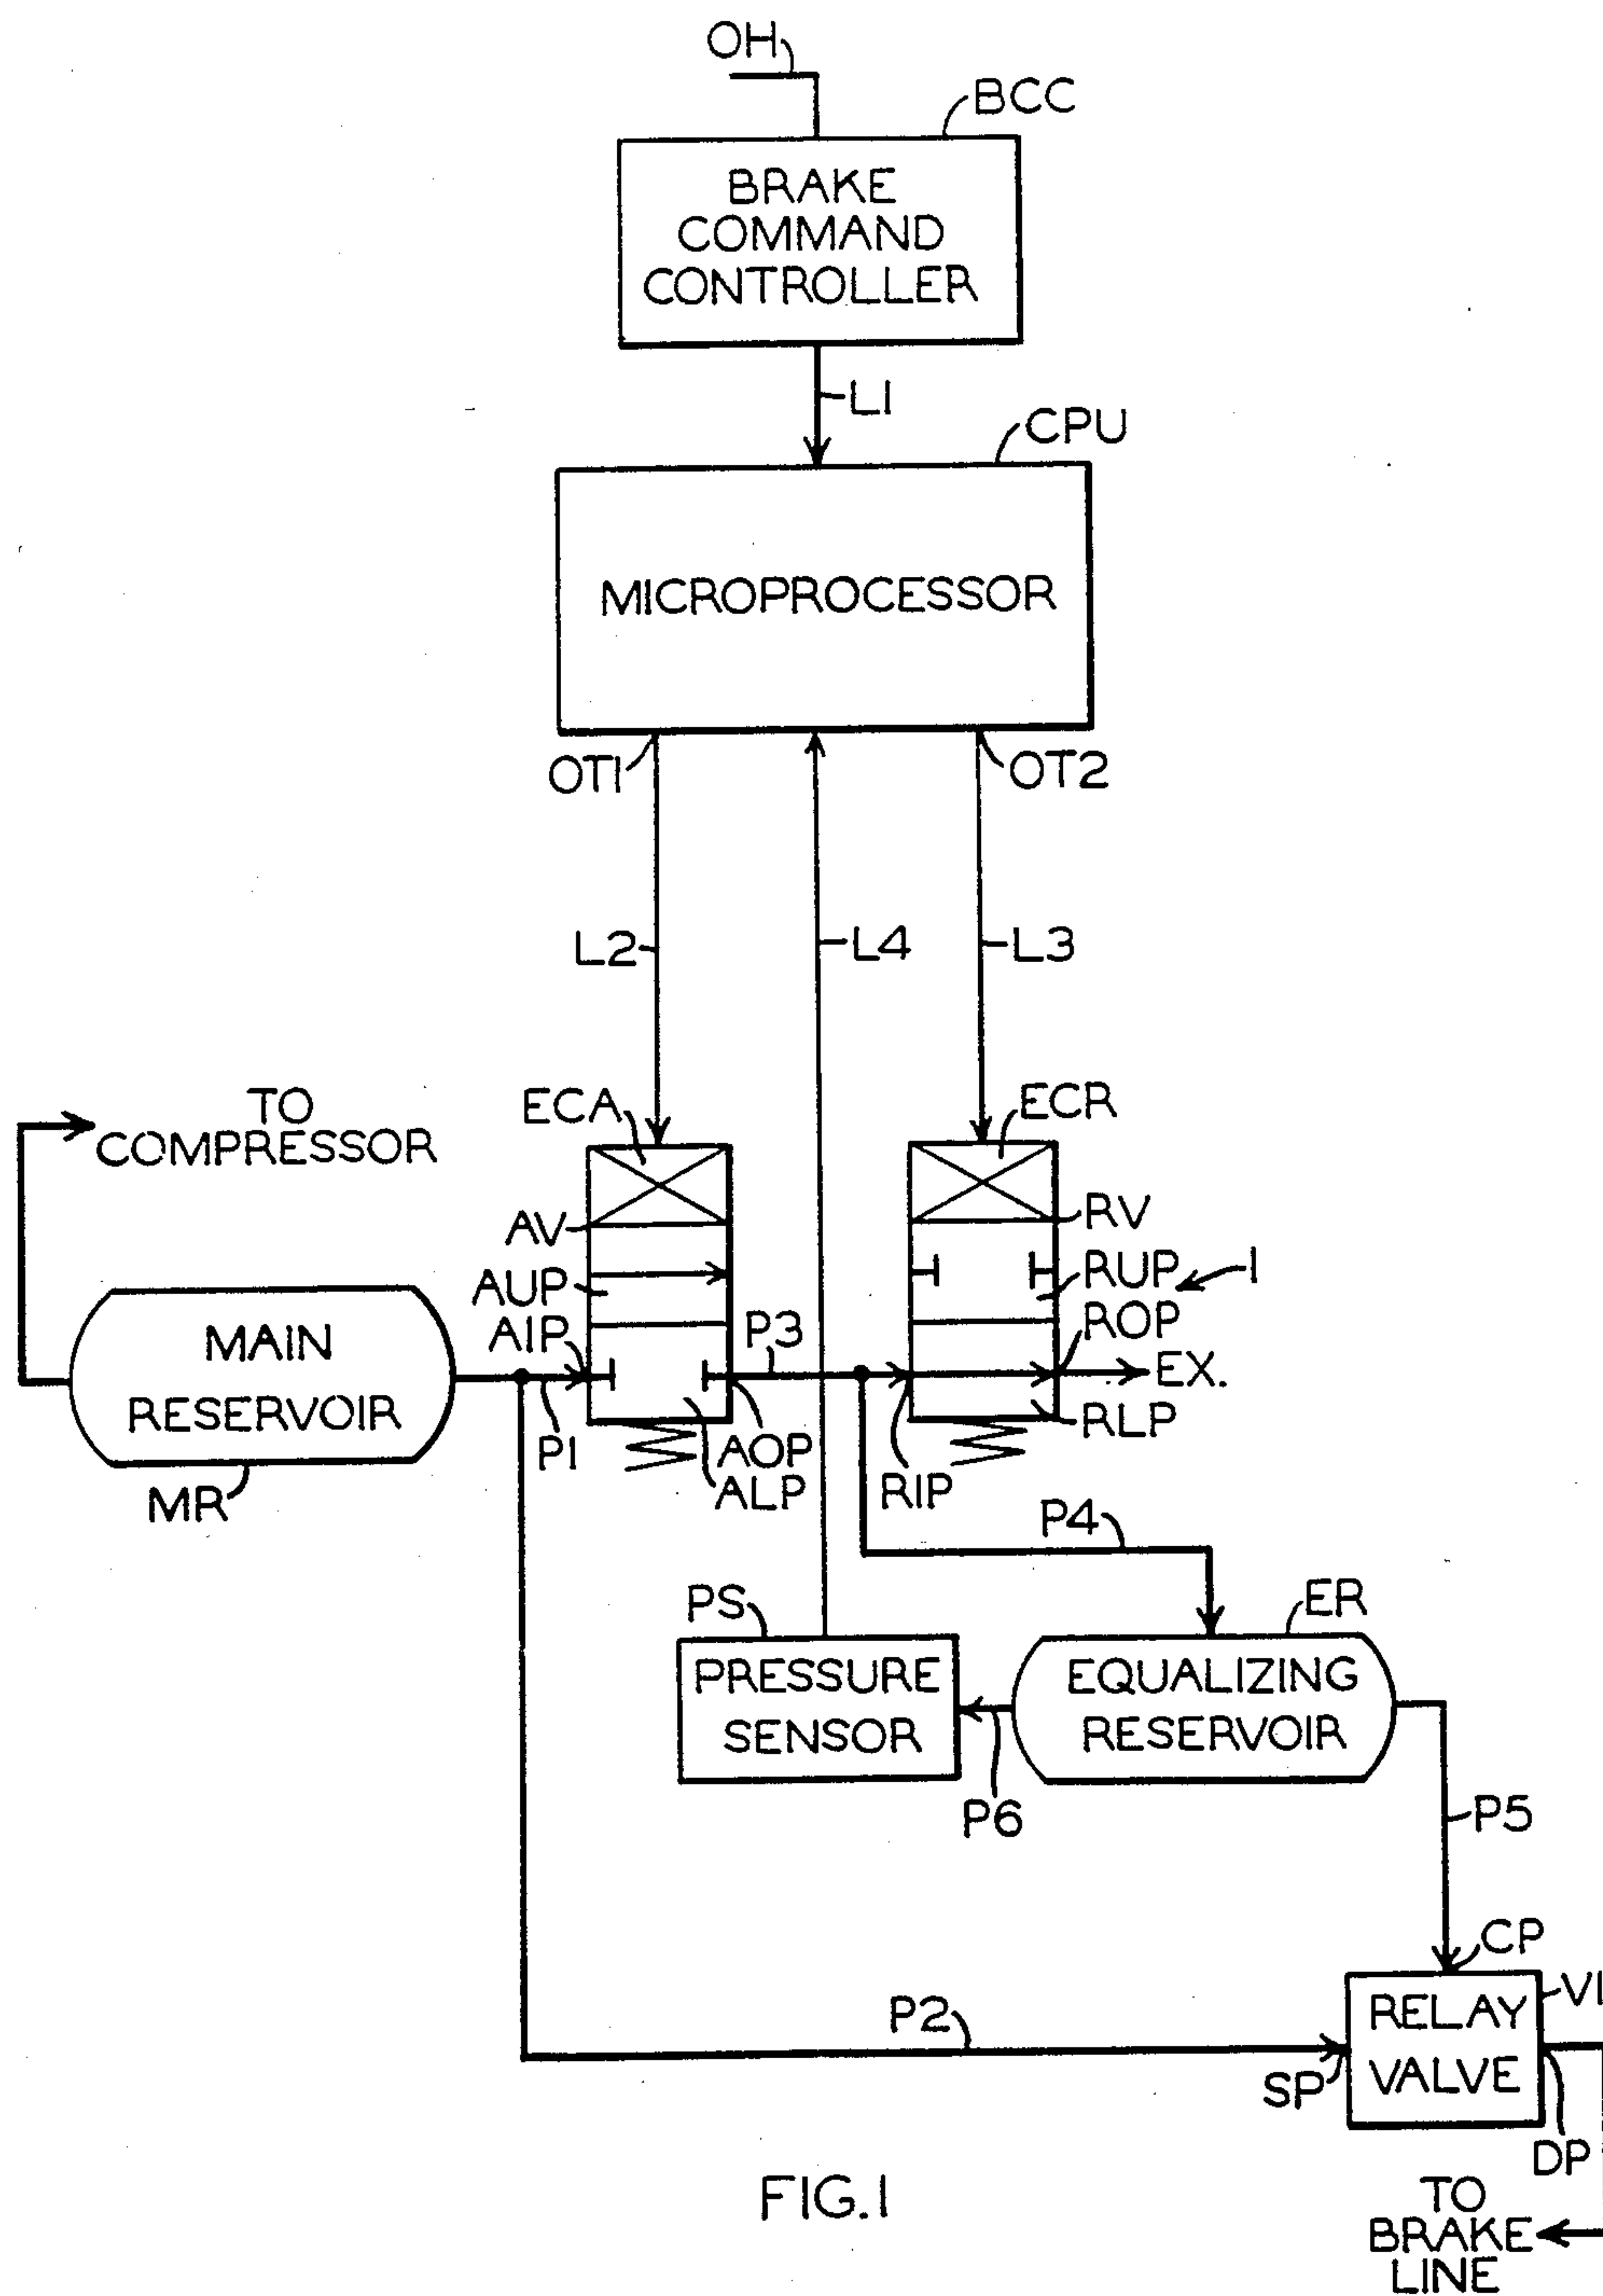 OH
BCC
BRAKE
COMMAND
CONTROLLER
L1
CPU
MICROPROCESSOR
OT1
OT2
L2
L4
L3
TO
COMPRESSOR
ECA
ECR
AV
RV
AUP
RUP
1
AIP
P3
ROP
MAIN
RESERVOIR
EX.
P1
AOP
RLP
ALP
RIP
MR
P4
PS
ER
PRESSURE
SENSOR
EQUALIZING
RESERVOIR
P6
P5
CP
P2
RELAY
VALVE
V1
SP
DP
FIG.1
TO
BRAKE
LINE